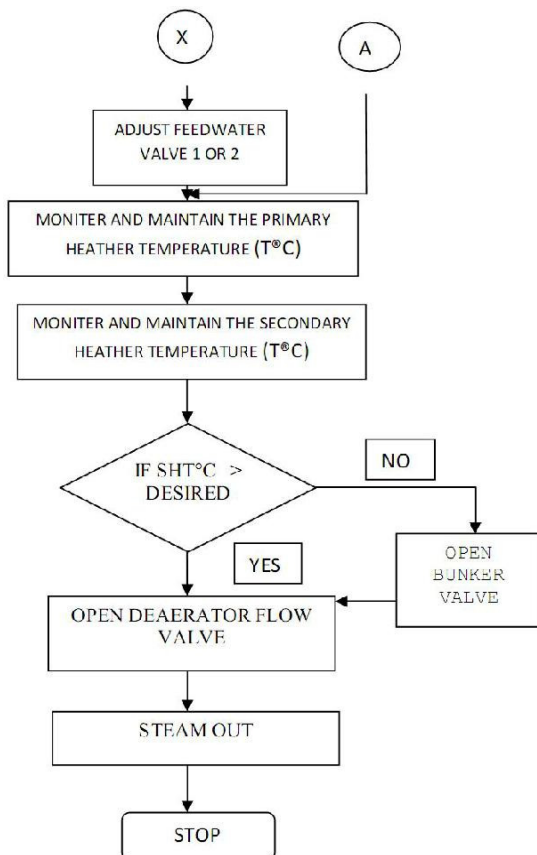 X
A
ADJUST FEEDWATER
VALVE 1 OR 2
MONITER AND MAINTAIN THE PRIMARY
HEATHER TEMPERATURE (T®C)
MONITER AND MAINTAIN THE SECONDARY
HEATHER TEMPERATURE (T®C)
IF SHT°C >
DESIRED
NO
YES
OPEN
BUNKER
VALVE
OPEN DEAERATOR FLOW
VALVE
STEAM OUT
STOP